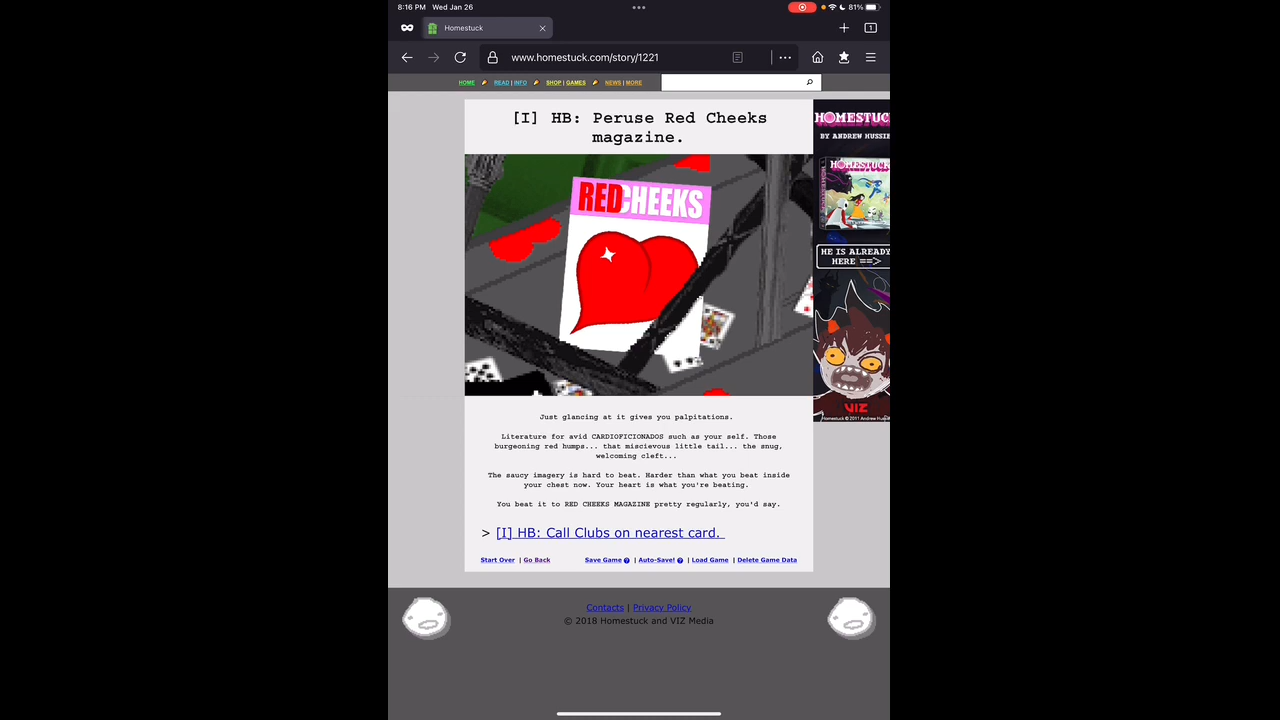 8:16 PM Wed Jan 26
81%
Homestuck
1
www.homestuck.com/story/1221
HOME READ | INFO SHOP | GAMES NEWS | MORE
[I] HB: Peruse Red Cheeks
magazine.
HOMESTUC
BY ANDREW HUSSIE
HOMESTUCK
RED CHEEKS
HE IS ALREADY
HERE ==>
VIZ
Just glancing at it gives you palpitations.
Literature for avid CARDIOFICIONADOS such as your self. Those
burgeoning red humps... that miscievous little tail... the snug,
welcoming cleft...
The saucy imagery is hard to beat. Harder than what you beat inside
your chest now. Your heart is what you're beating.
You beat it to RED CHEEKS MAGAZINE pretty regularly, you'd say.
> [I] HB: Call Clubs on nearest card.
Start Over | Go Back Save Game ? | Auto-Save! ? | Load Game | Delete Game Data
Contacts | Privacy Policy
© 2018 Homestuck and VIZ Media